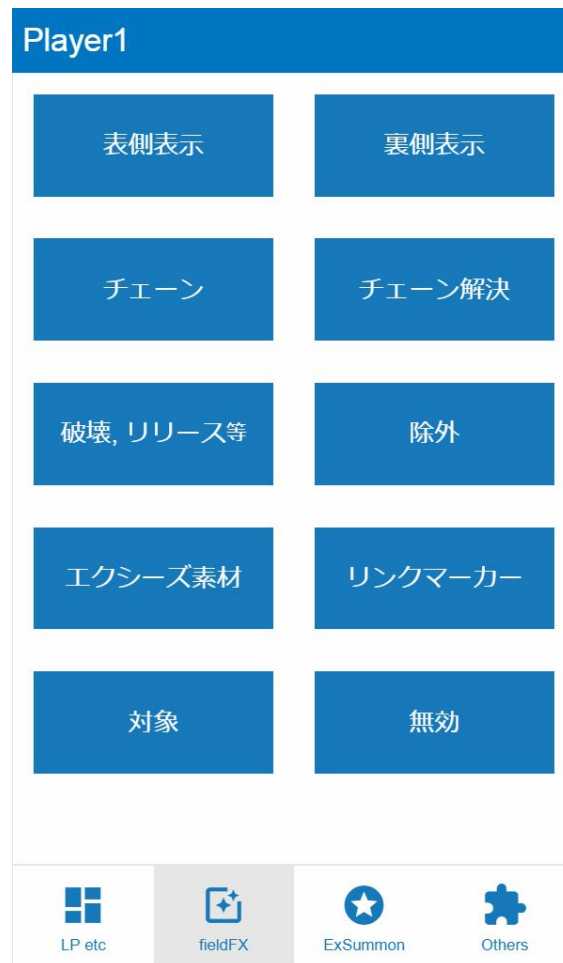 Player1
表側表示
裏側表示
チェーン
チェーン解決
破壊, リリース等
除外
エクシーズ素材
リンクマーカー
対象
無効
LP etc
fieldFX
ExSummon
Others